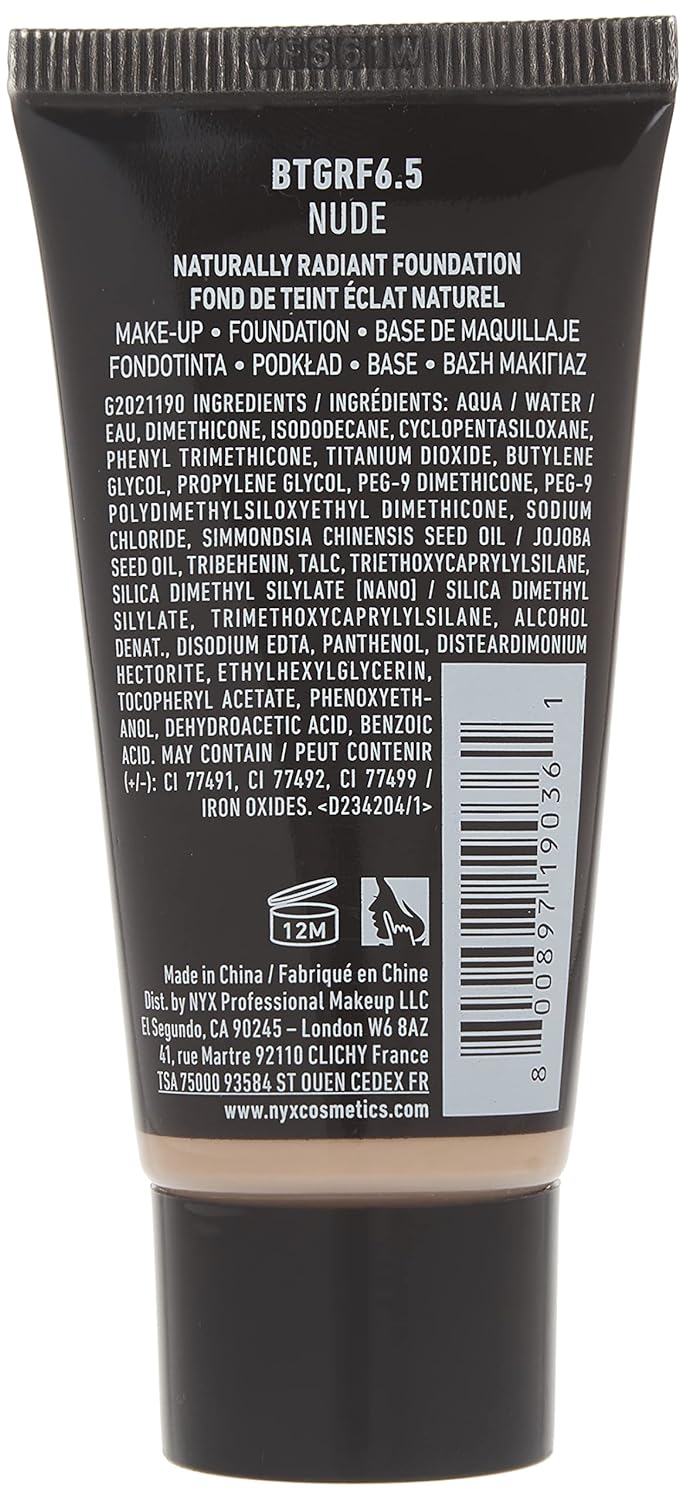 BTGRF6.5
NUDE
NATURALLY RADIANT FOUNDATION
FOND DE TEINT ÉCLAT NATUREL
MAKE-UP • FOUNDATION • BASE DE MAQUILLAJE
FONDOTINTA • PODKŁAD • BASE • ΒΑΣΗ ΜΑΚΙΓΙΑΖ
G2021190 INGREDIENTS / INGRÉDIENTS: AQUA / WATER /
EAU, DIMETHICONE, ISODODECANE, CYCLOPENTASILOXANE,
PHENYL TRIMETHICONE, TITANIUM DIOXIDE, BUTYLENE
GLYCOL, PROPYLENE GLYCOL, PEG-9 DIMETHICONE, PEG-9
POLYDIMETHYLSILOXYETHYL DIMETHICONE, SODIUM
CHLORIDE, SIMMONDSIA CHINENSIS SEED OIL / JOJOBA
SEED OIL, TRIBEHENIN, TALC, TRIETHOXYCAPRYLYLSILANE,
SILICA DIMETHYL SILYLATE [NANO] / SILICA DIMETHYL
SILYLATE, TRIMETHOXYCAPRYLYLSILANE, ALCOHOL
DENAT., DISODIUM EDTA, PANTHENOL, DISTEARDIMONIUM
HECTORITE, ETHYLHEXYLGLYCERIN,
TOCOPHERYL ACETATE, PHENOXYETH-
ANOL, DEHYDROACETIC ACID, BENZOIC
ACID. MAY CONTAIN / PEUT CONTENIR
(+/-): CI 77491, CI 77492, CI 77499 /
IRON OXIDES. <D234204/1>
12M
Made in China / Fabriqué en Chine
Dist. by NYX Professional Makeup LLC
El Segundo, CA 90245 – London W6 8AZ
41, rue Martre 92110 CLICHY France
TSA 75000 93584 ST OUEN CEDEX FR
www.nyxcosmetics.com
8 00897 19036 1